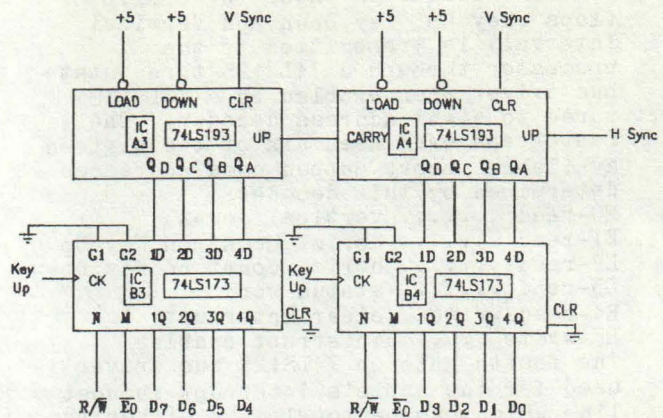 +5 +5 V Sync +5 +5 V Sync
LOAD DOWN CLR LOAD DOWN CLR
IC A3 74LS193 UP CARRY IC A4 74LS193 UP H Sync
QD QC QB QA QD QC QB QA
G1 G2 1D 2D 3D 4D G1 G2 1D 2D 3D 4D
Key Up CK IC B3 74LS173 Key Up CK IC B4 74LS173
CLR CLR
N M 1Q 2Q 3Q 4Q N M 1Q 2Q 3Q 4Q
R/W E0 D7 D6 D5 D4 R/W E0 D3 D2 D1 D0